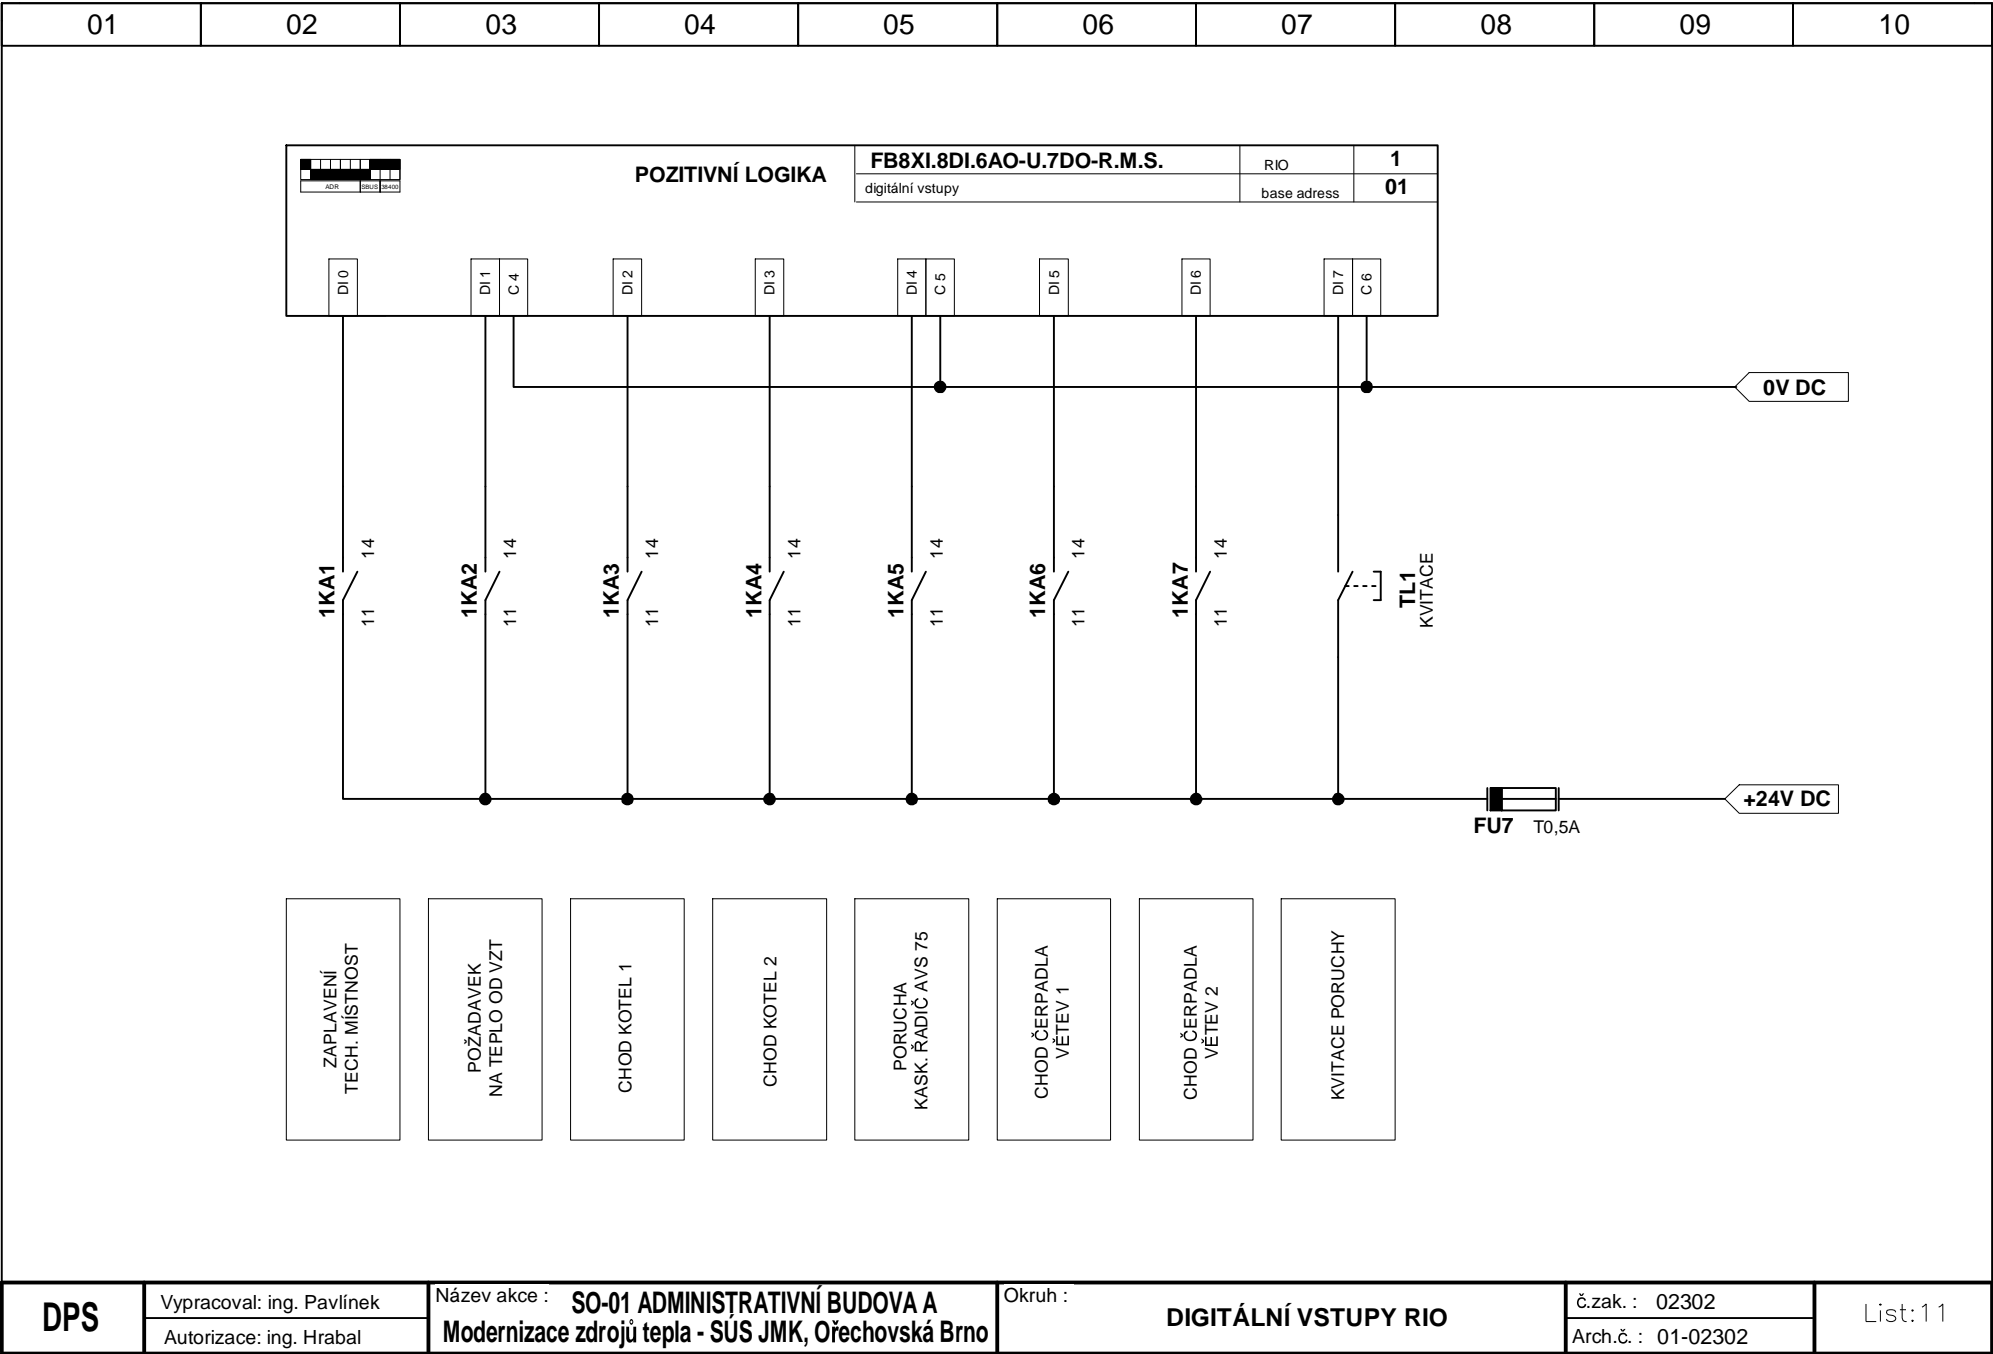 01 02 03 04 05 06 07 08 09 10
POZITIVNÍ LOGIKA
FB8XI.8DI.6AO-U.7DO-R.M.S.
RIO
1
digitální vstupy
base adress
01
ADR SBUS 38400
DI 0
DI 1
C 4
DI 2
DI 3
DI 4
C 5
DI 5
DI 6
DI 7
C 6
0V DC
1KA1
14
11
1KA2
14
11
1KA3
14
11
1KA4
14
11
1KA5
14
11
1KA6
14
11
1KA7
14
11
TL1
KVITACE
+24V DC
FU7 T0,5A
ZAPLAVENÍ
TECH. MÍSTNOST
POŽADAVEK
NA TEPLO OD VZT
CHOD KOTEL 1
CHOD KOTEL 2
PORUCHA
KASK. ŘADIČ AVS 75
CHOD ČERPADLA
VĚTEV 1
CHOD ČERPADLA
VĚTEV 2
KVITACE PORUCHY
DPS
Vypracoval: ing. Pavlínek
Autorizace: ing. Hrabal
Název akce : SO-01 ADMINISTRATIVNÍ BUDOVA A
Modernizace zdrojů tepla - SÚS JMK, Ořechovská Brno
Okruh :
DIGITÁLNÍ VSTUPY RIO
č.zak. : 02302
Arch.č. : 01-02302
List:11